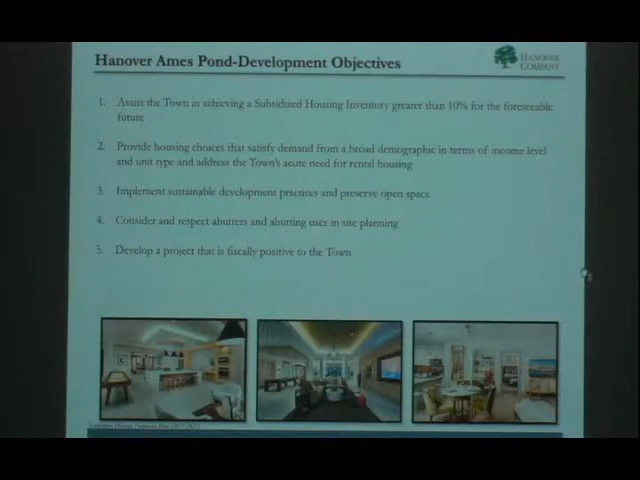 Hanover Ames Pond-Development Objectives
HANOVER
COMPANY
1. Assist the Town in achieving a Subsidized Housing Inventory greater than 10% for the foreseeable
future
2. Provide housing choices that satisfy demand from a broad demographic in terms of income level
and unit type and address the Town's acute need for rental housing
3. Implement sustainable development practices and preserve open space
4. Consider and respect abutters and abutting uses in site planning
5. Develop a project that is fiscally positive to the Town